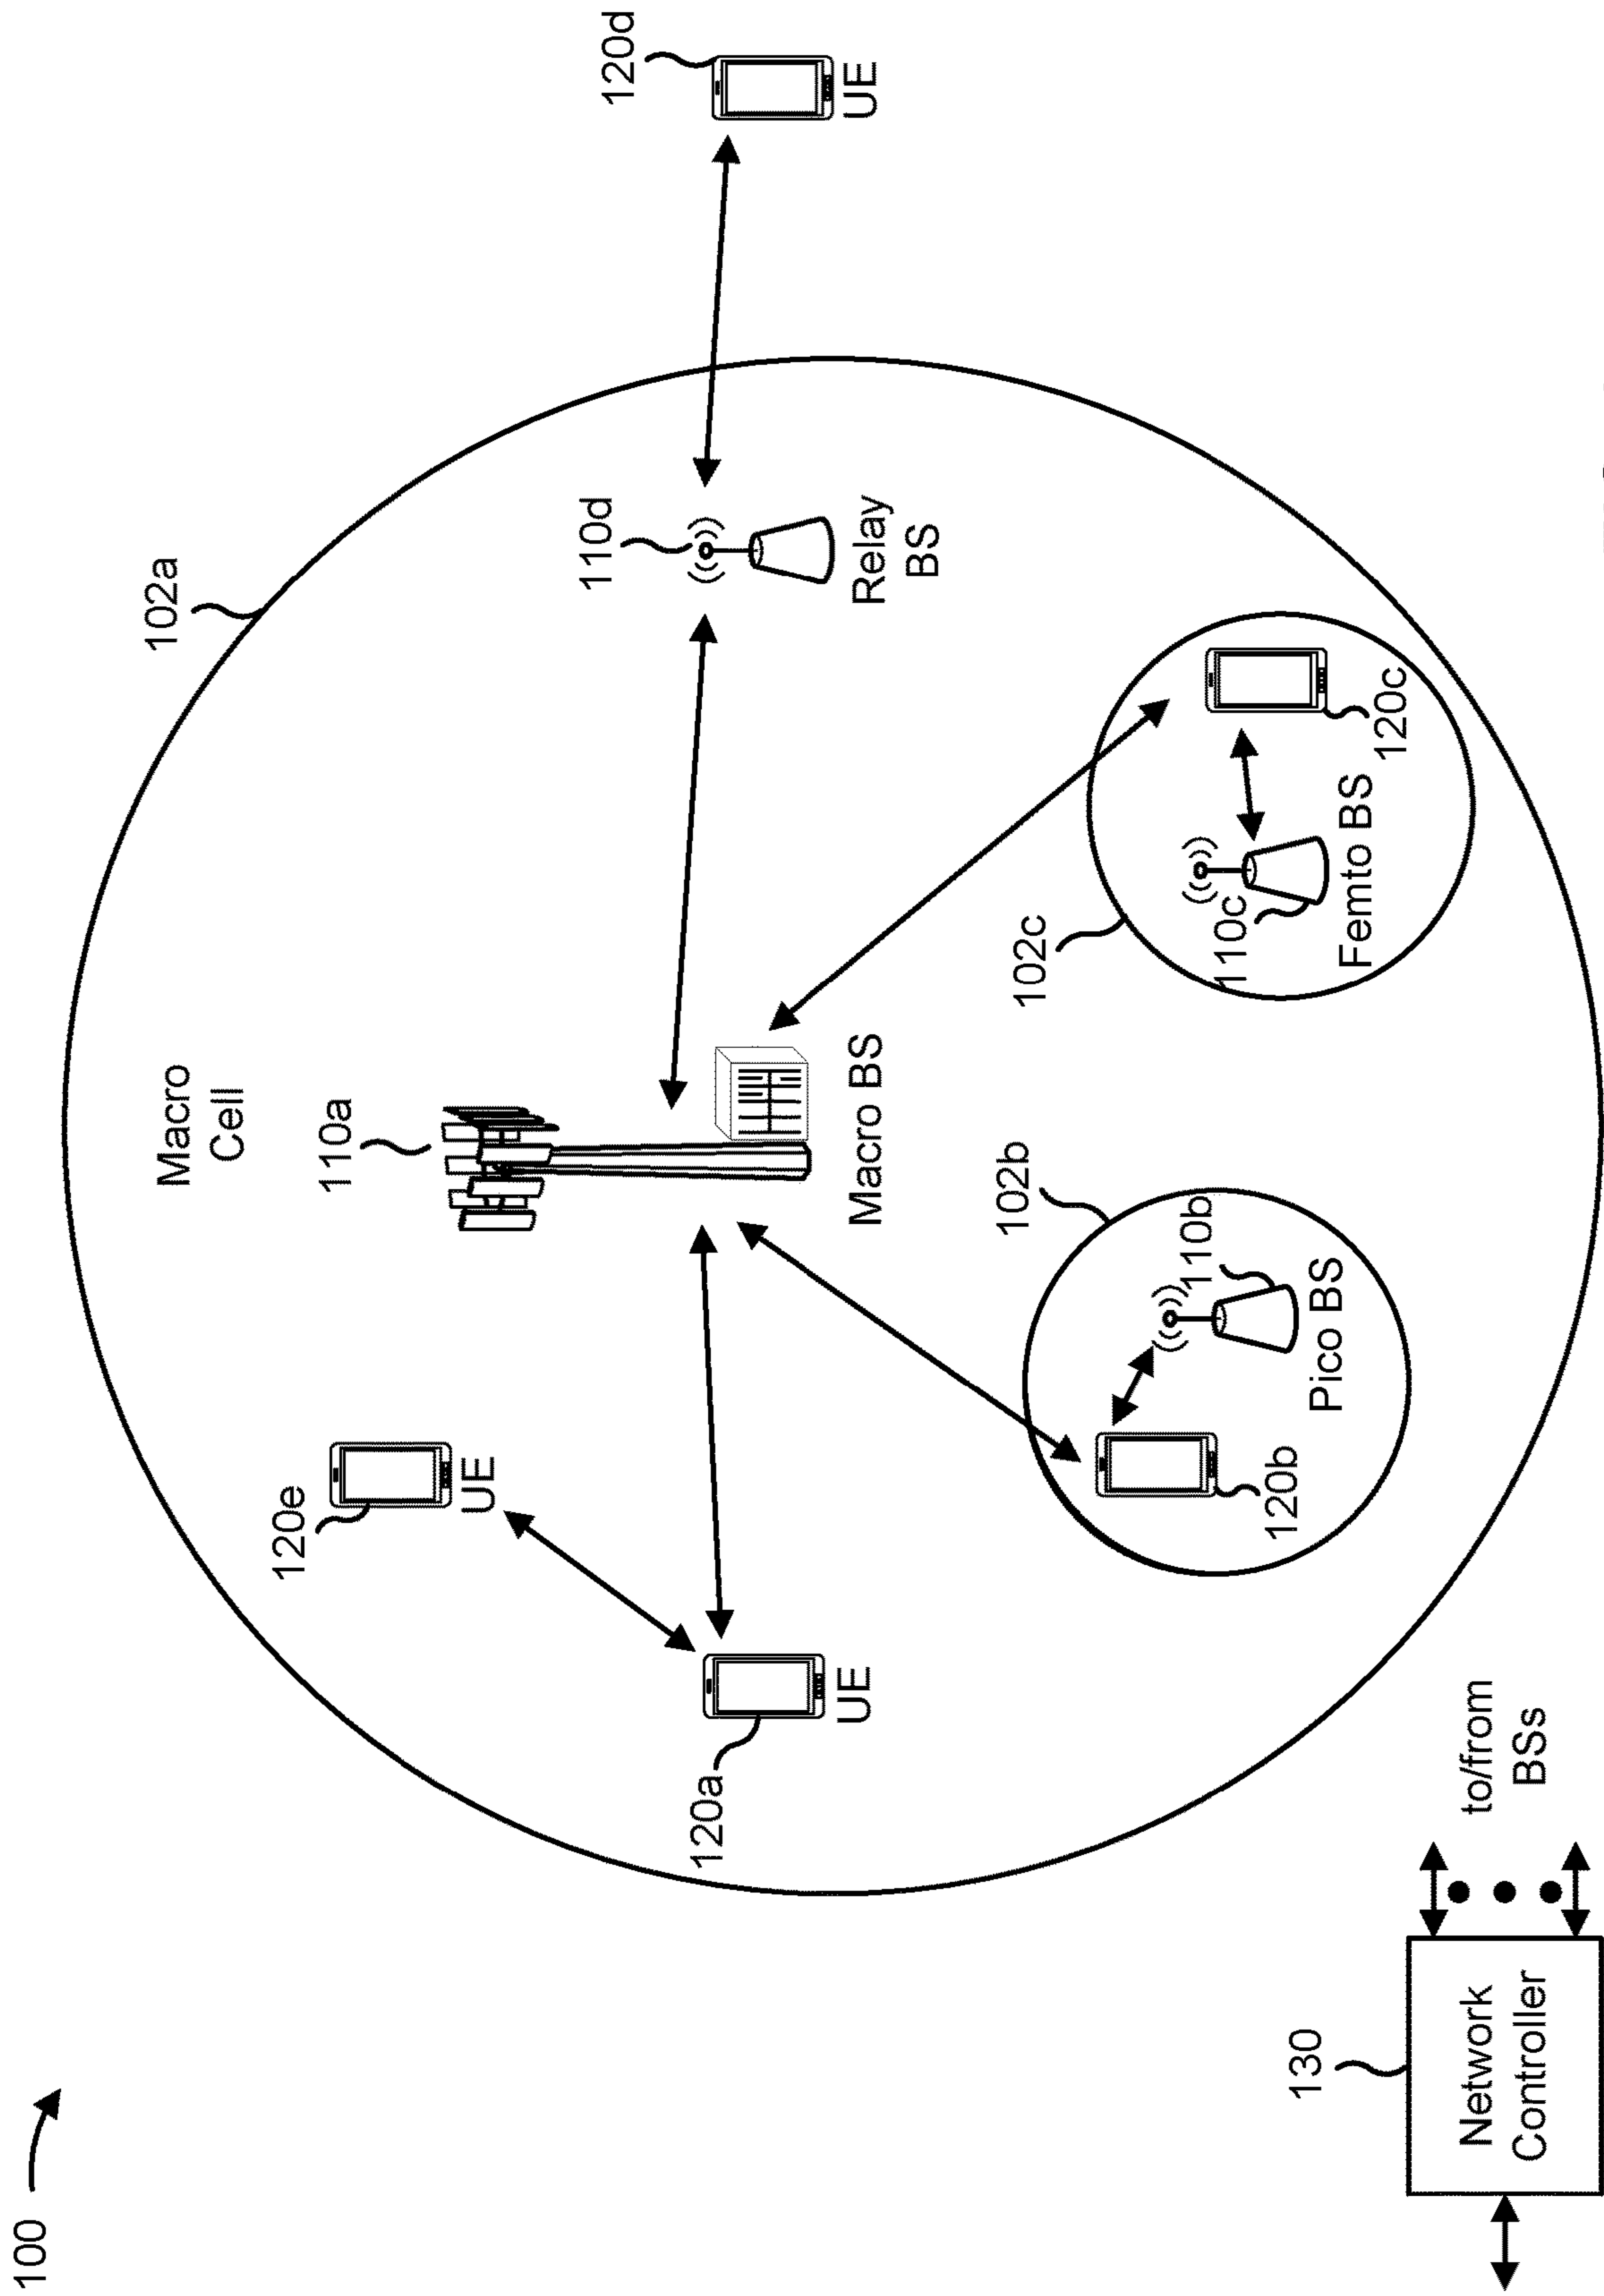 100
102a
Macro
Cell
110a
120e
UE
120a
UE
Macro BS
110d
Relay
BS
120d
UE
102b
110b
Pico BS
120b
102c
110c
Femto BS
120c
130
Network
Controller
to/from
BSs